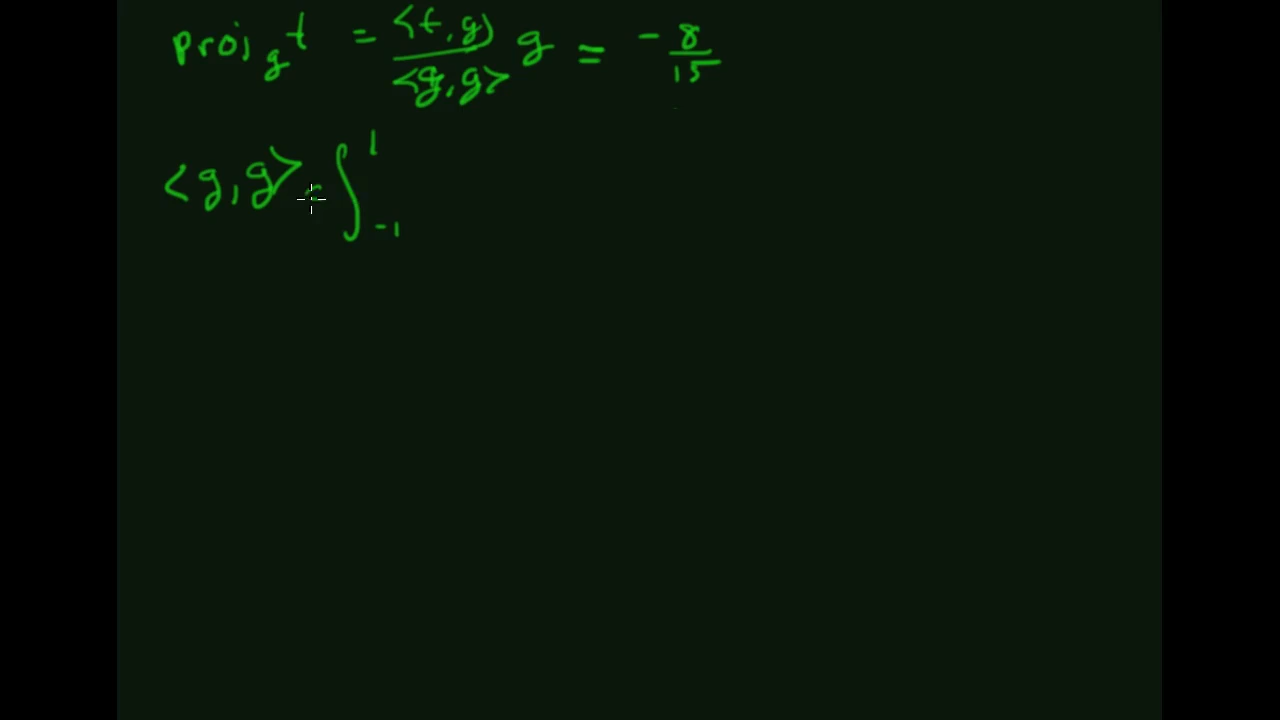 proj_g f = <f, g> / <g, g> g = - 8/15
<g, g> = ∫_{-1}^{1}